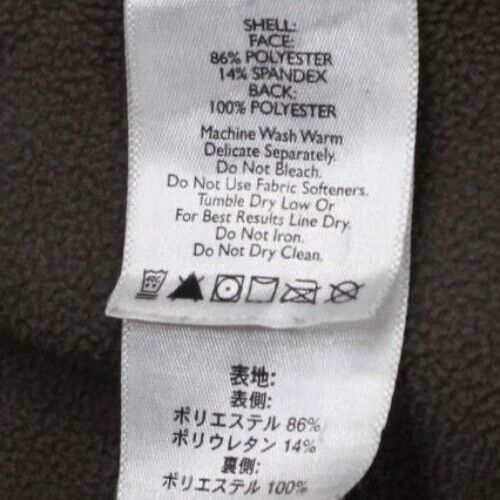 SHELL:
FACE:
86% POLYESTER
14% SPANDEX
BACK:
100% POLYESTER
Machine Wash Warm
Delicate Separately.
Do Not Bleach.
Do Not Use Fabric Softeners.
Tumble Dry Low Or
For Best Results Line Dry.
Do Not Iron.
Do Not Dry Clean.
表地:
表側:
ポリエステル 86%
ポリウレタン 14%
裏側:
ポリエステル 100%